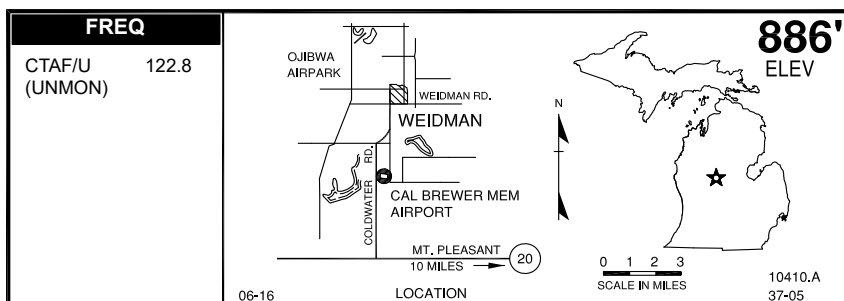 FREQ
CTAF/U 122.8
(UNMON)
OJIBWA
AIRPARK
WEIDMAN RD.
WEIDMAN
COLDWATER RD.
CAL BREWER MEM
AIRPORT
MT. PLEASANT
10 MILES
20
06-16
LOCATION
N
0 1 2 3
SCALE IN MILES
886'
ELEV
10410.A
37-05